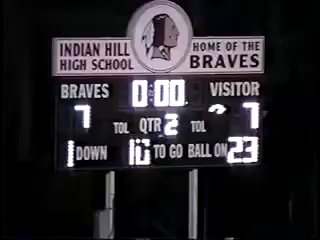 INDIAN HILL HIGH SCHOOL
HOME OF THE BRAVES
BRAVES 0:00 VISITOR
7 7
TOL QTR 2 TOL
1 DOWN 10 TO GO BALL ON 23